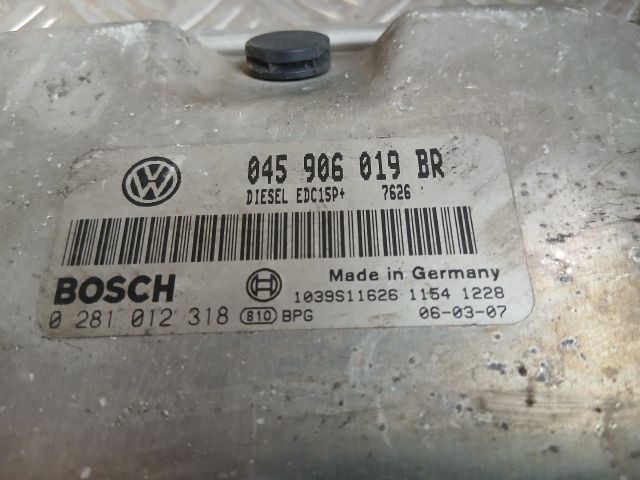 VW
045 906 019 BR
DIESEL EDC15P+ 7626
BOSCH
Made in Germany
1039S11626 1154 1228
0 281 012 318 810 BPG 06-03-07